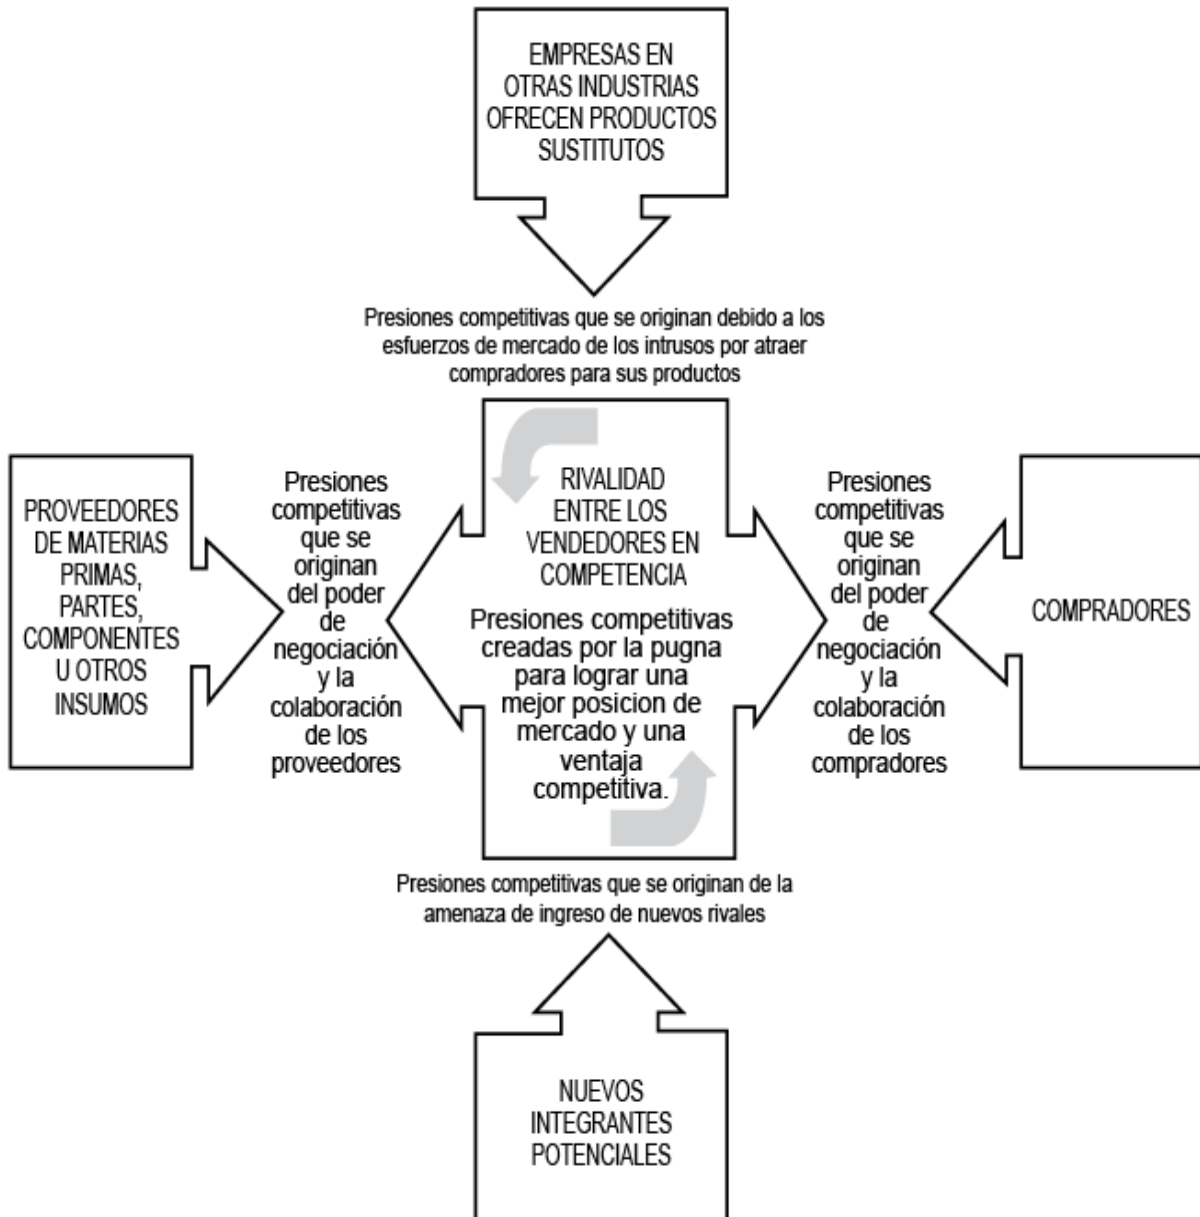 EMPRESAS EN
OTRAS INDUSTRIAS
OFRECEN PRODUCTOS
SUSTITUTOS
Presiones competitivas que se originan debido a los
esfuerzos de mercado de los intrusos por atraer
compradores para sus productos
PROVEEDORES
DE MATERIAS
PRIMAS,
PARTES,
COMPONENTES
U OTROS
INSUMOS
Presiones
competitivas
que se
originan
del poder
de
negociación
y la
colaboración
de los
proveedores
RIVALIDAD
ENTRE LOS
VENDEDORES EN
COMPETENCIA
Presiones competitivas
creadas por la pugna
para lograr una
mejor posicion de
mercado y una
ventaja
competitiva.
Presiones
competitivas
que se
originan
del poder
de
negociación
y la
colaboración
de los
compradores
COMPRADORES
Presiones competitivas que se originan de la
amenaza de ingreso de nuevos rivales
NUEVOS
INTEGRANTES
POTENCIALES